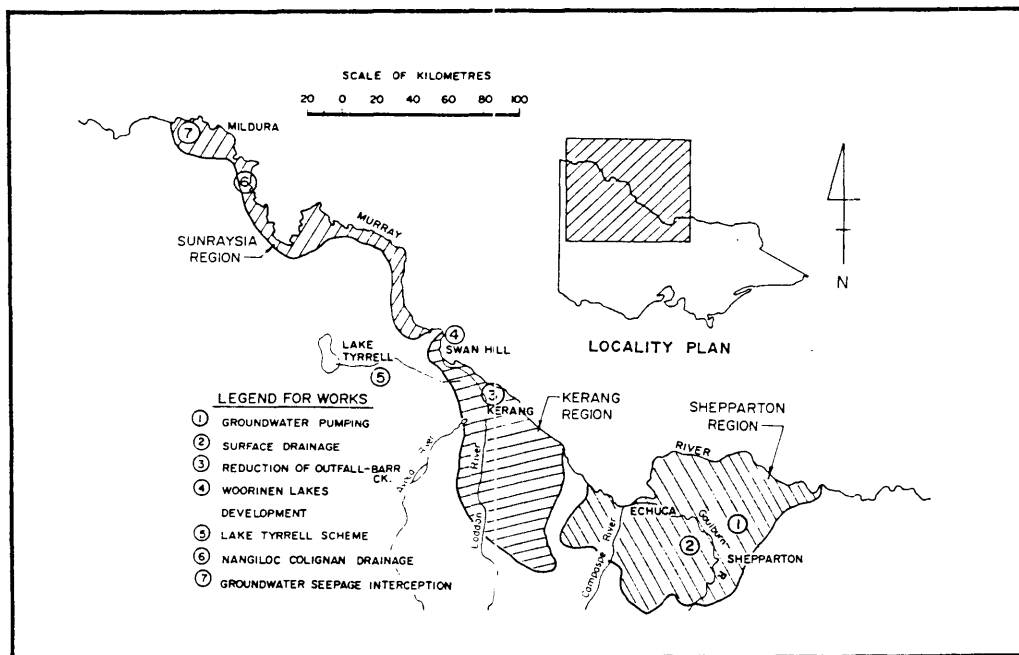 SCALE OF KILOMETRES
20 0 20 40 60 80 100
7
MILDURA
6
MURRAY
SUNRAYSIA
REGION
N
LOCALITY PLAN
4
SWAN HILL
LAKE
TYRRELL
5
3
KERANG
KERANG
REGION
SHEPPARTON
REGION
LEGEND FOR WORKS
1 GROUNDWATER PUMPING
2 SURFACE DRAINAGE
3 REDUCTION OF OUTFALL-BARR
CK.
4 WOORINEN LAKES
DEVELOPMENT
5 LAKE TYRRELL SCHEME
6 NANGILOC COLIGNAN DRAINAGE
7 GROUNDWATER SEEPAGE INTERCEPTION
River
River
Loddon
RIVER
ECHUCA
Goulburn
R
1
2
SHEPPARTON
Campaspe River